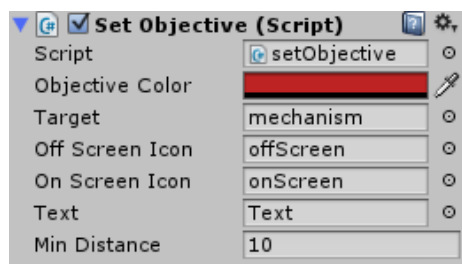 Set Objective (Script)
Script setObjective
Objective Color
Target mechanism
Off Screen Icon offScreen
On Screen Icon onScreen
Text Text
Min Distance 10